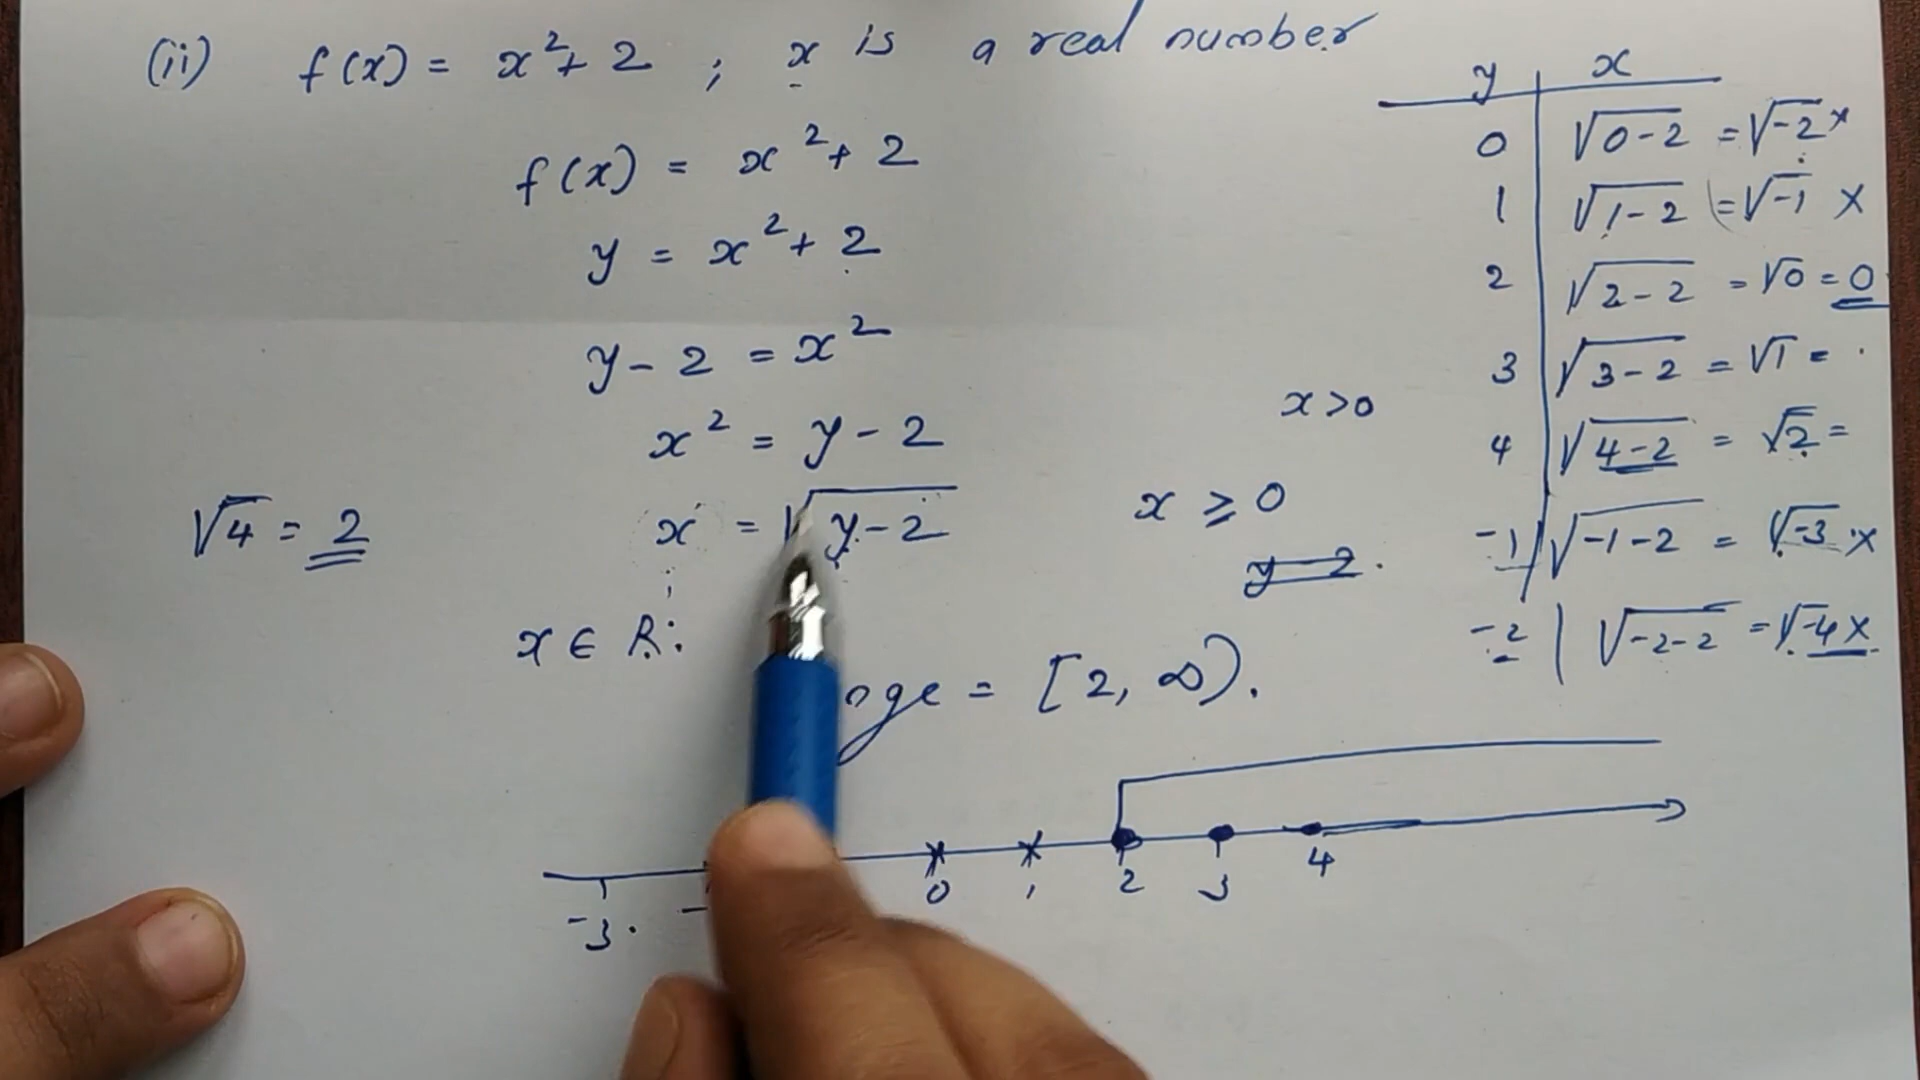 (ii) f(x) = x²+ 2 ; x is a real number
f(x) = x²+ 2
y = x²+ 2
y - 2 = x²
x² = y - 2
x = √y-2
√4 = 2
x ∈ R
x >0
x ⩾ 0
y = 2
= [2, ∞).
y x
0 √0-2 = √-2 ×
1 √1-2 = √-1 ×
2 √2-2 = √0 = 0
3 √3-2 = √1 =
4 √4-2 = √2 =
-1 √-1-2 = √-3 ×
-2 √-2-2 = √-4 ×
-3 0 1 2 3 4